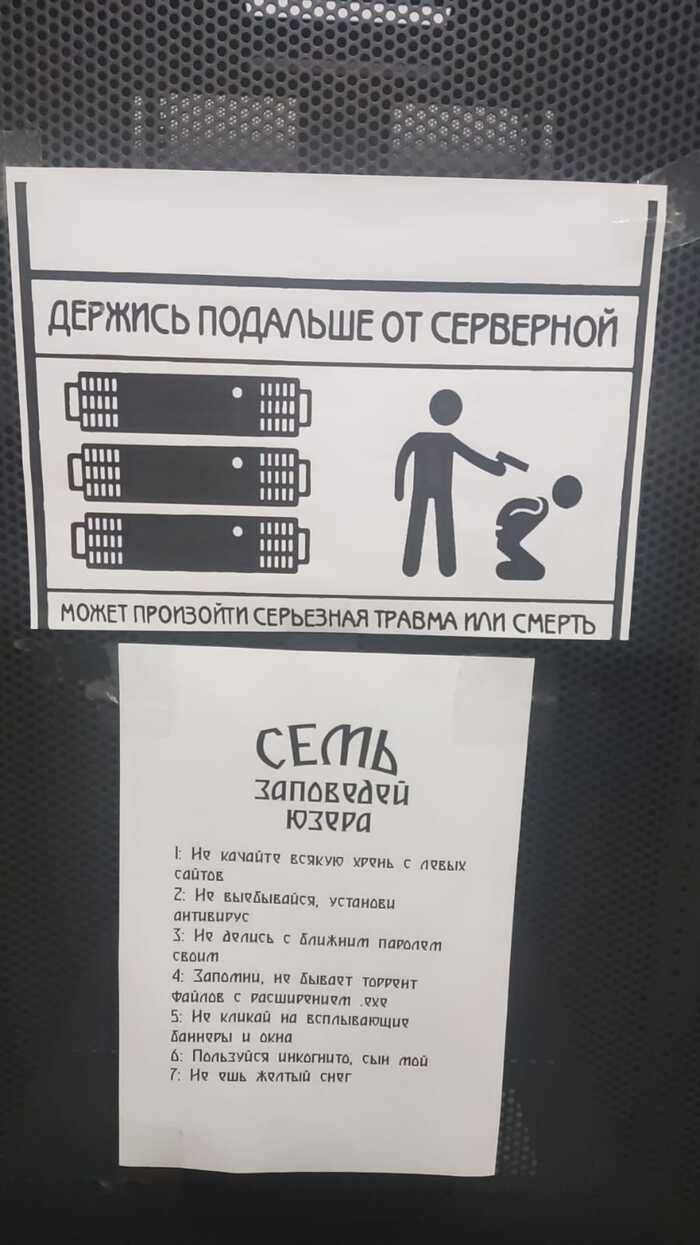 ДЕРЖИСЬ ПОДАЛЬШЕ ОТ СЕРВЕРНОЙ
МОЖЕТ ПРОИЗОЙТИ СЕРЬЕЗНАЯ ТРАВМА ИЛИ СМЕРТЬ
СЕМЬ
ЗАПОВЕДЕЙ
ЮЗЕРА
1: Не качайте всякую хрень с левых
сайтов
2: Не выебывайся, установи
антивирус
3: Не делись с ближним паролем
своим
4: Запомни, не бывает торрент
файлов с расширением .exe
5: Не кликай на всплывающие
баннеры и окна
6: Пользуйся инкогнито, сын мой
7: Не ешь желтый снег